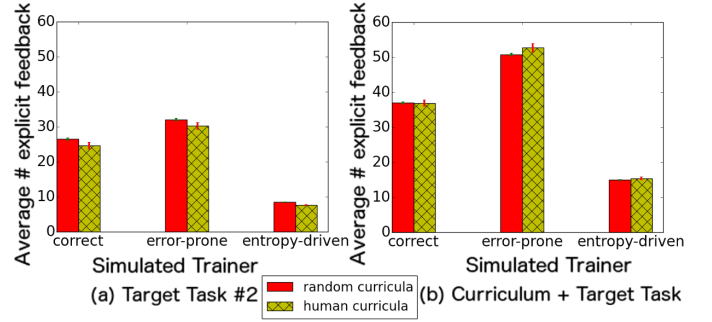 Average # explicit feedback
60
50
40
30
20
10
0
correct error-prone entropy-driven
Simulated Trainer
(a) Target Task #2
Average # explicit feedback
60
50
40
30
20
10
0
correct error-prone entropy-driven
Simulated Trainer
(b) Curriculum + Target Task
random curricula
human curricula